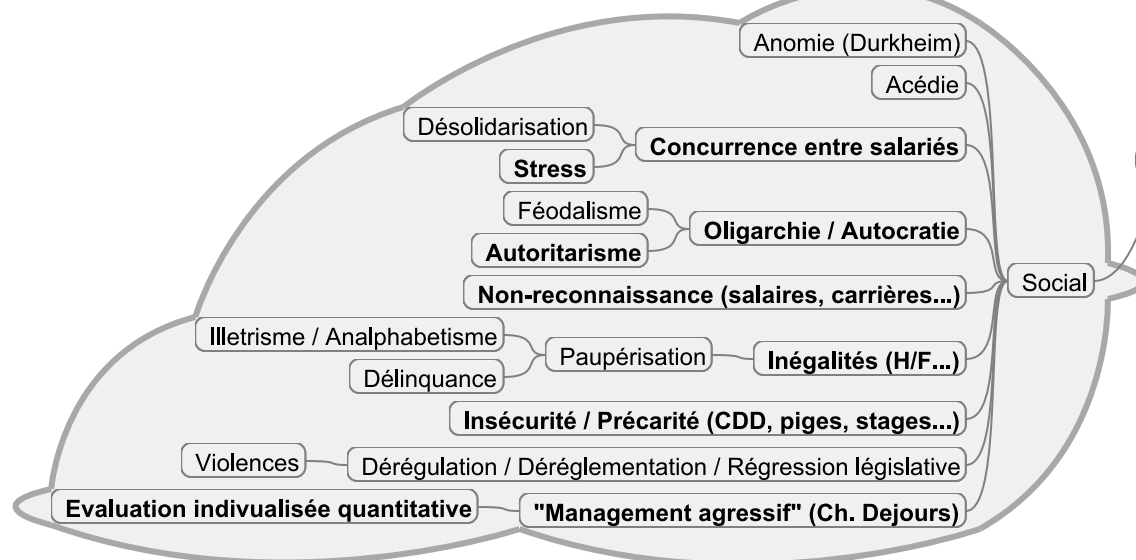 Anomie (Durkheim)
Acédie
Désolidarisation
Concurrence entre salariés
Stress
Féodalisme
Oligarchie / Autocratie
Autoritarisme
Social
Non-reconnaissance (salaires, carrières...)
Illetrisme / Analphabetisme
Paupérisation
Inégalités (H/F...)
Délinquance
Insécurité / Précarité (CDD, piges, stages...)
Violences
Dérégulation / Déréglementation / Régression législative
Evaluation indivualisée quantitative
"Management agressif" (Ch. Dejours)